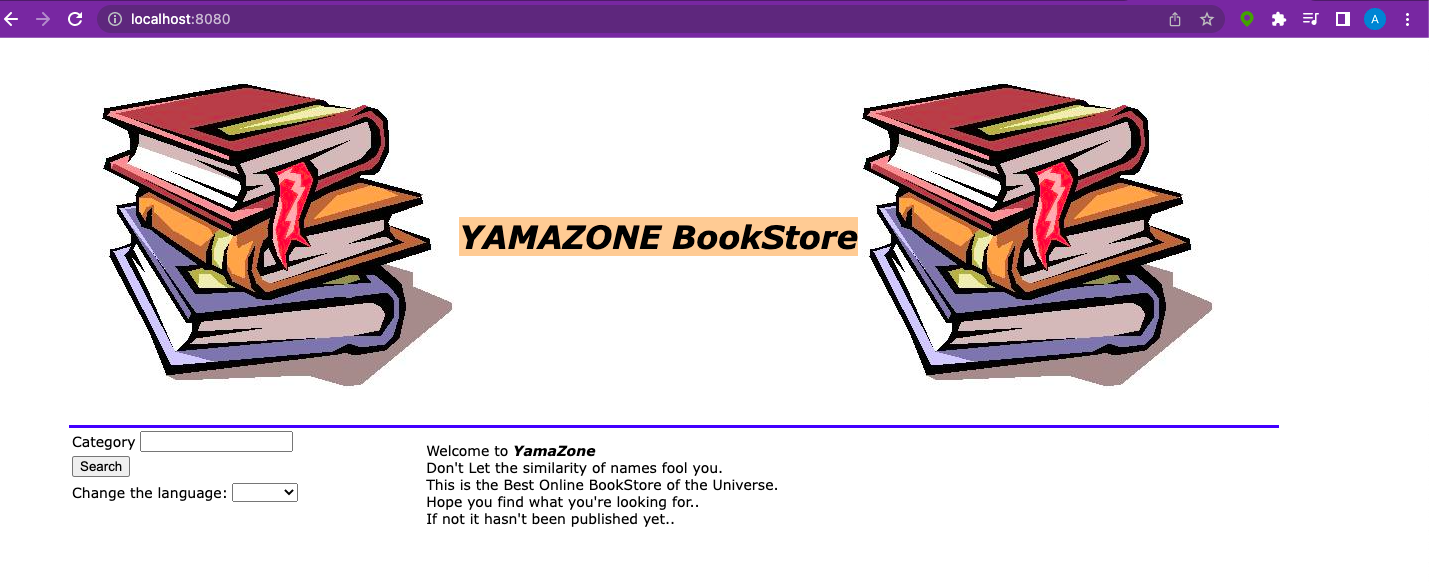 localhost:8080
A
YAMAZONE BookStore
Category
Search
Change the language:
Welcome to YamaZone
Don't Let the similarity of names fool you.
This is the Best Online BookStore of the Universe.
Hope you find what you're looking for..
If not it hasn't been published yet..